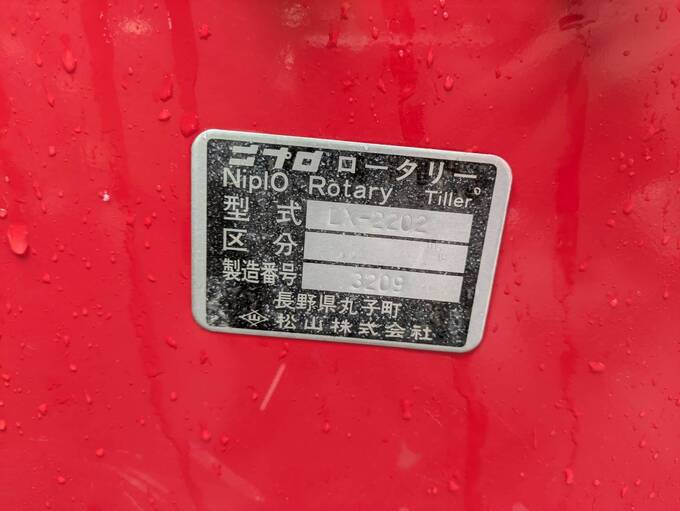 ニプロ ロータリー
NiplO Rotary Tiller
型式 LX-2202
区分
製造番号 3209
長野県丸子町
松山株式会社